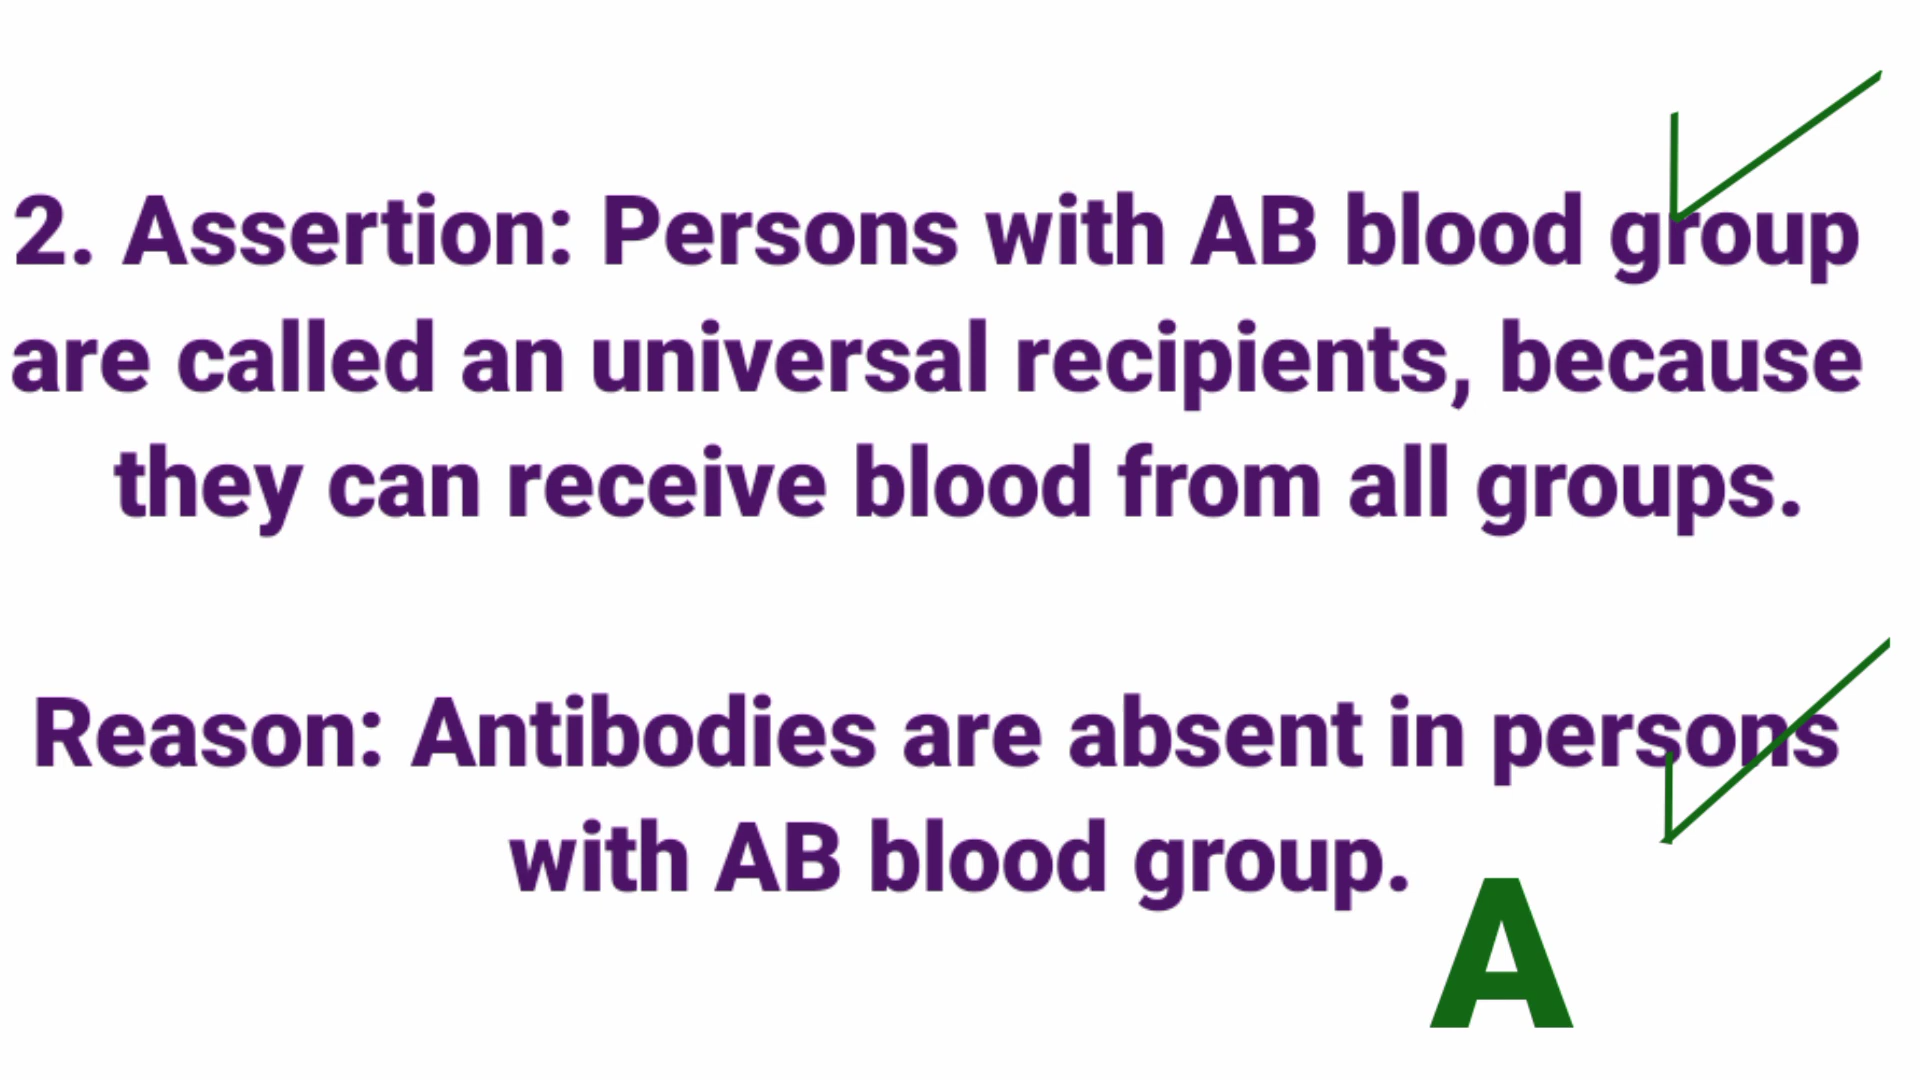 2. Assertion: Persons with AB blood group
are called an universal recipients, because
they can receive blood from all groups.
Reason: Antibodies are absent in persons
with AB blood group.
A